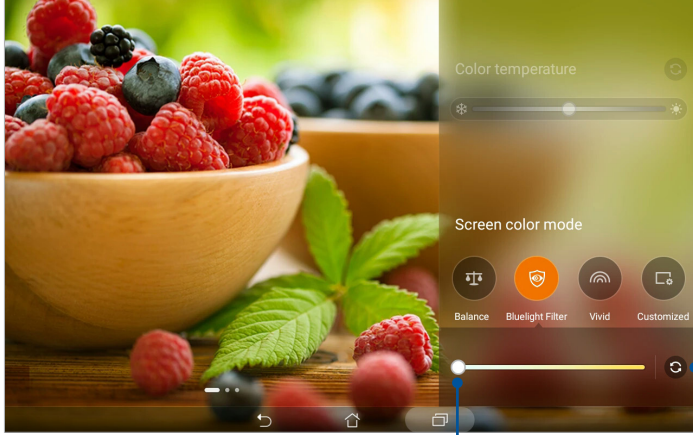 Color temperature
Screen color mode
Balance
Bluelight Filter
Vivid
Customized